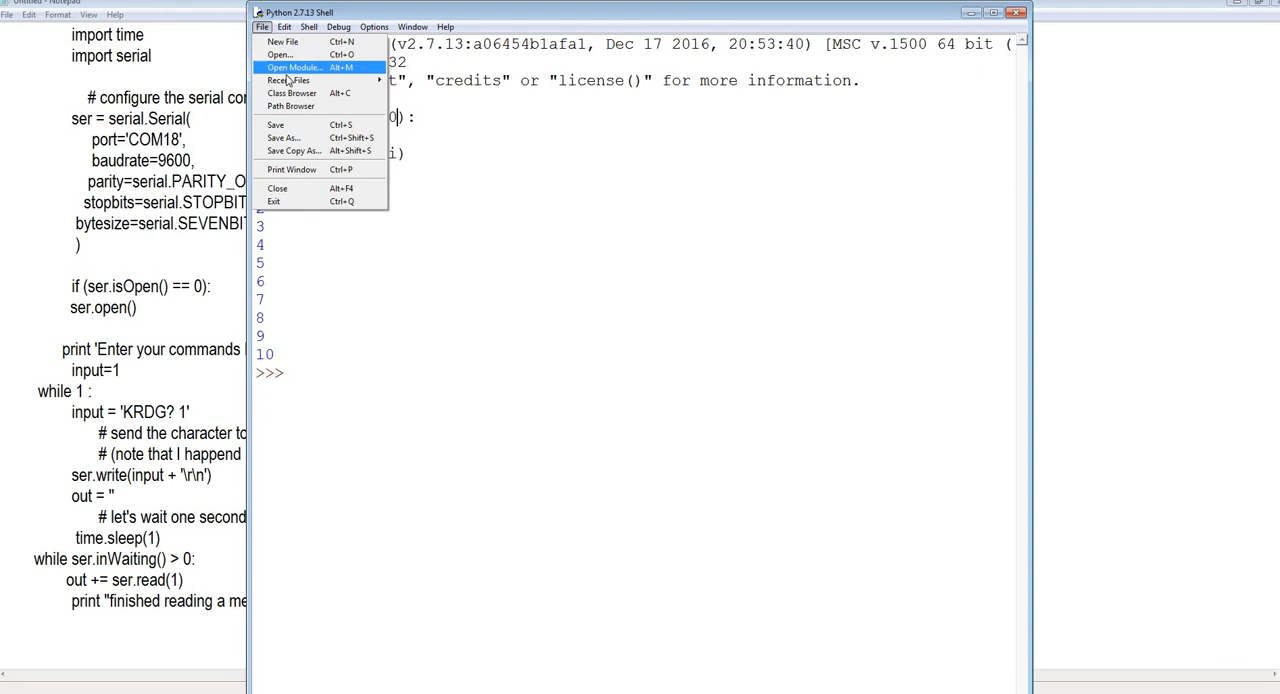 Untitled - Notepad
File Edit Format View Help
import time
import serial
# configure the serial con
ser = serial.Serial(
port='COM18',
baudrate=9600,
parity=serial.PARITY_O
stopbits=serial.STOPBIT
bytesize=serial.SEVENBIT
)
if (ser.isOpen() == 0):
ser.open()
print 'Enter your commands
input=1
while 1 :
input = 'KRDG? 1'
# send the character to
# (note that I happend
ser.write(input + '\r\n')
out = ''
# let's wait one second
time.sleep(1)
while ser.inWaiting() > 0:
out += ser.read(1)
print "finished reading a me
Python 2.7.13 Shell
File Edit Shell Debug Options Window Help
(v2.7.13:a06454b1afa1, Dec 17 2016, 20:53:40) [MSC v.1500 64 bit (
32
t", "credits" or "license()" for more information.
0):
i)
New File Ctrl+N
Open... Ctrl+O
Open Module... Alt+M
Recent Files
Class Browser Alt+C
Path Browser
Save Ctrl+S
Save As... Ctrl+Shift+S
Save Copy As... Alt+Shift+S
Print Window Ctrl+P
Close Alt+F4
Exit Ctrl+Q
2
3
4
5
6
7
8
9
10
>>>